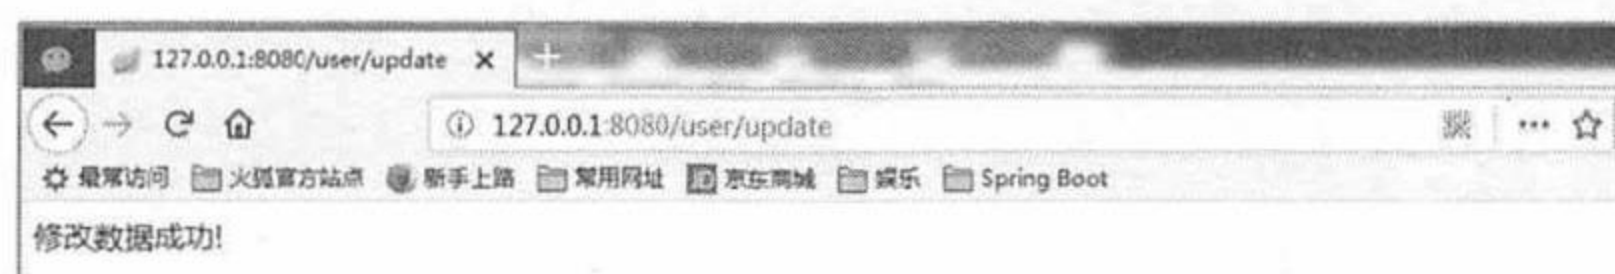 127.0.0.1:8080/user/update
127.0.0.1:8080/user/update
最常访问 火狐官方站点 新手上路 常用网址 京东商城 娱乐 Spring Boot
修改数据成功!